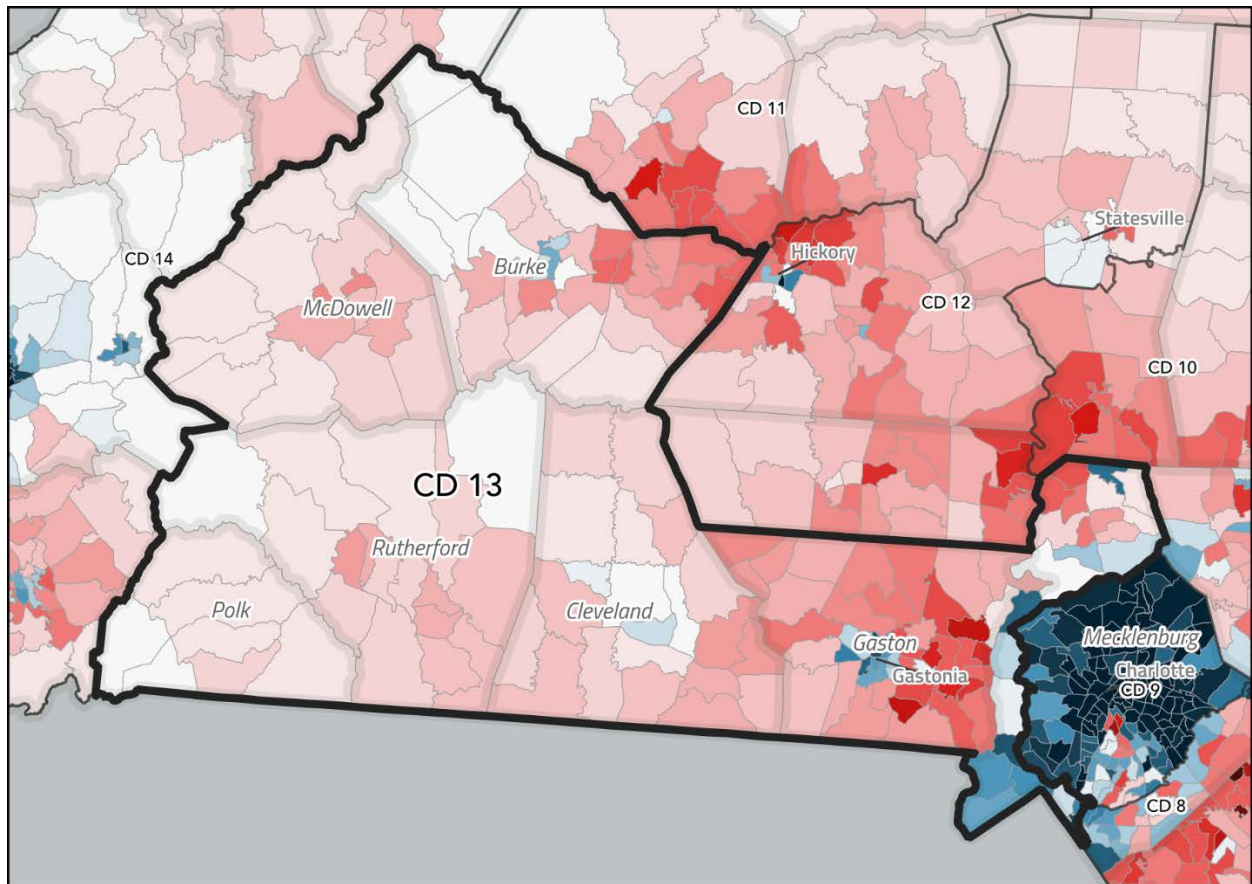 CD 11
Statesville
Hickory
CD 14
Burke
McDowell
CD 12
CD 10
CD 13
Rutherford
Polk
Cleveland
Gaston
Gastonia
Mecklenburg
Charlotte
CD 9
CD 8